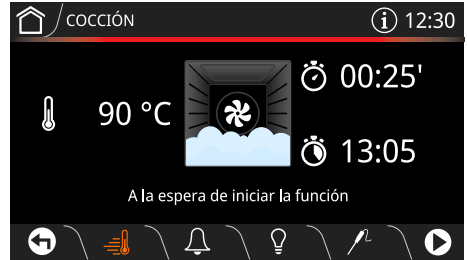 COCCIÓN
i 12:30
90 °C
00:25'
13:05
A la espera de iniciar la función